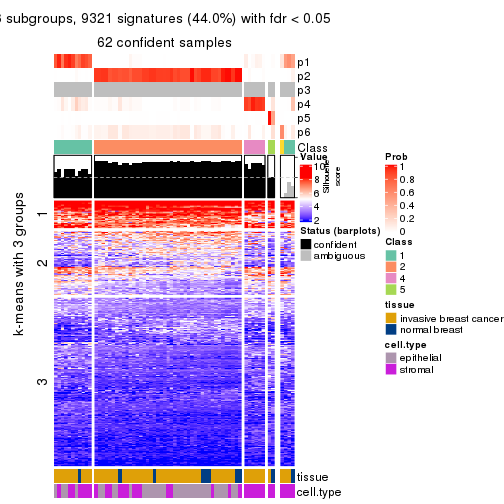 subgroups, 9321 signatures (44.0%) with fdr < 0.05
62 confident samples
p1
p2
p3
p4
p5
p6
Class
Silhouette score
k-means with 3 groups
1
2
3
tissue
cell.type
Value
10
8
6
4
2
Status (barplots)
confident
ambiguous
Prob
1
0.8
0.6
0.4
0.2
0
Class
1
2
4
5
tissue
invasive breast cancer
normal breast
cell.type
epithelial
stromal